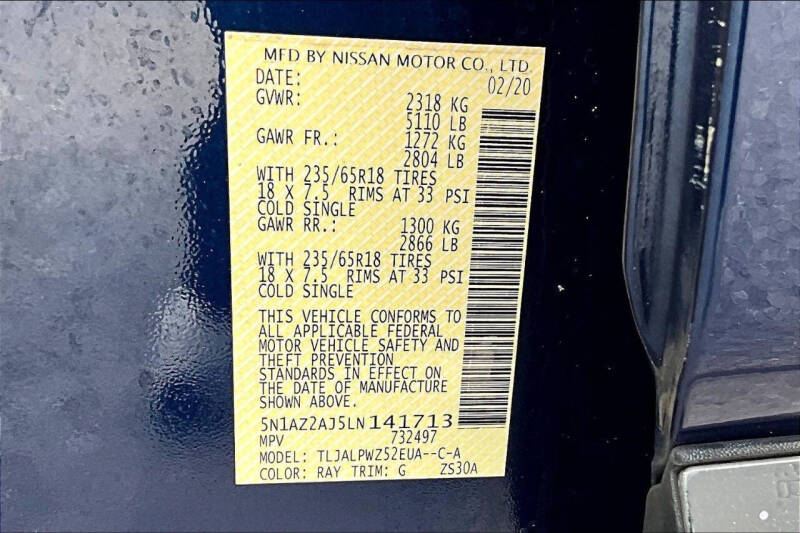 MFD BY NISSAN MOTOR CO., LTD.
DATE: 02/20
GVWR: 2318 KG
5110 LB
GAWR FR.: 1272 KG
2804 LB
WITH 235/65R18 TIRES
18 X 7.5 RIMS AT 33 PSI
COLD SINGLE
GAWR RR.: 1300 KG
2866 LB
WITH 235/65R18 TIRES
18 X 7.5 RIMS AT 33 PSI
COLD SINGLE
THIS VEHICLE CONFORMS TO
ALL APPLICABLE FEDERAL
MOTOR VEHICLE SAFETY AND
THEFT PREVENTION
STANDARDS IN EFFECT ON
THE DATE OF MANUFACTURE
SHOWN ABOVE.
5N1AZ2AJ5LN141713
MPV 732497
MODEL: TLJALPWZ52EUA--C-A
COLOR: RAY TRIM: G ZS30A